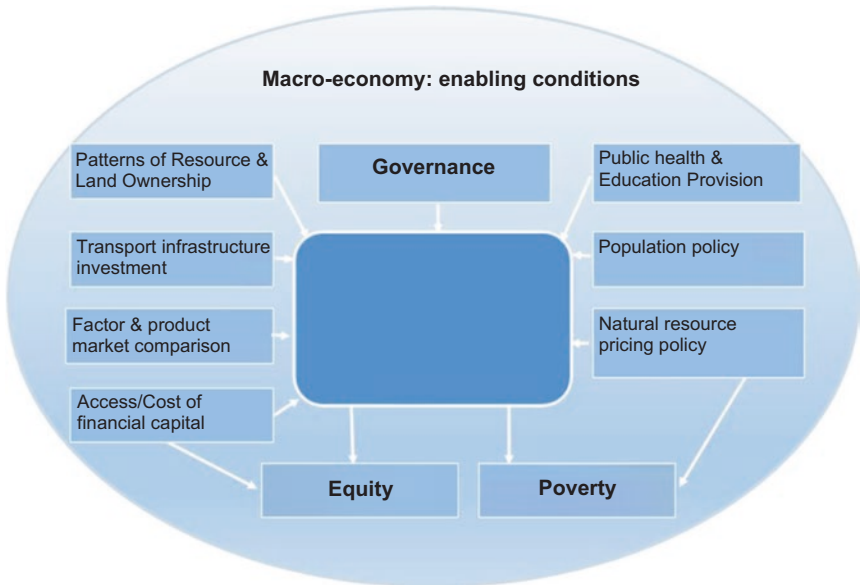 Macro-economy: enabling conditions
Patterns of Resource &
Land Ownership
Governance
Public health &
Education Provision
Transport infrastructure
investment
Population policy
Factor & product
market comparison
Natural resource
pricing policy
Access/Cost of
financial capital
Equity
Poverty